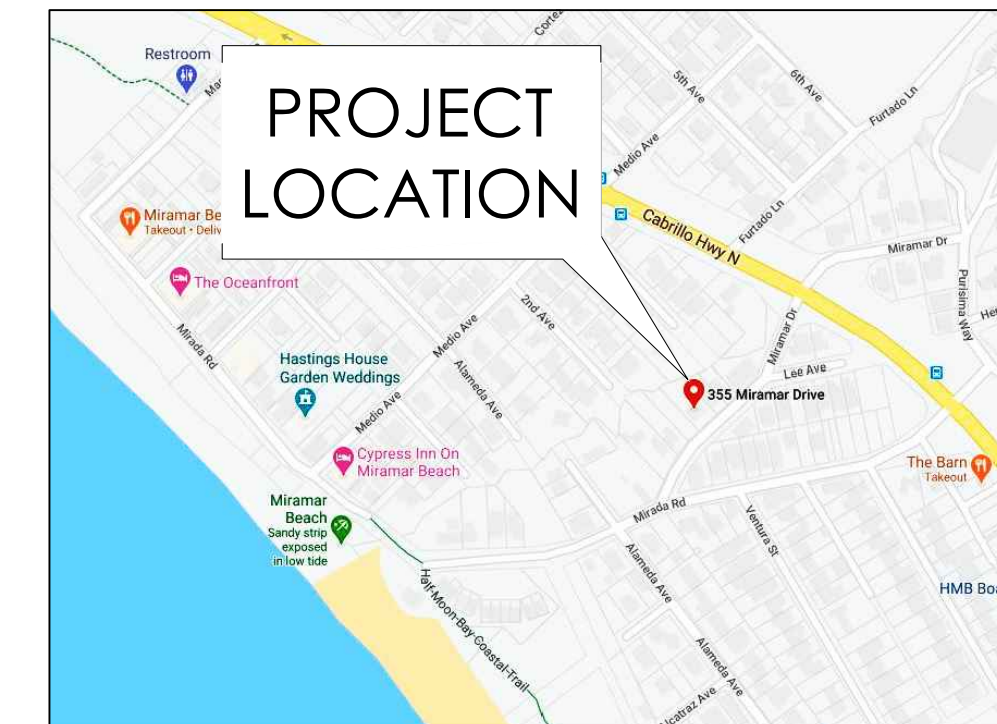 Restroom
PROJECT
LOCATION
Cortez
5th Ave
6th Ave
Furtado Ln
Medio Ave
Miramar Be
Takeout • Deliv
The Oceanfront
Cabrillo Hwy N
Furtado Ln
Miramar Dr
Purisima Way
Mirada Rd
2nd Ave
Medio Ave
Miramar Dr
Hastings House
Garden Weddings
Alameda Ave
Lee Ave
355 Miramar Drive
Medio Ave
Cypress Inn On
Miramar Beach
The Barn
Takeout
Miramar
Beach
Sandy strip
exposed
in low tide
Mirada Rd
Ventura St
Half-Moon-Bay-Coastal-Trail
Alameda Ave
HMB Boa
Alameda Ave
lcatraz Ave